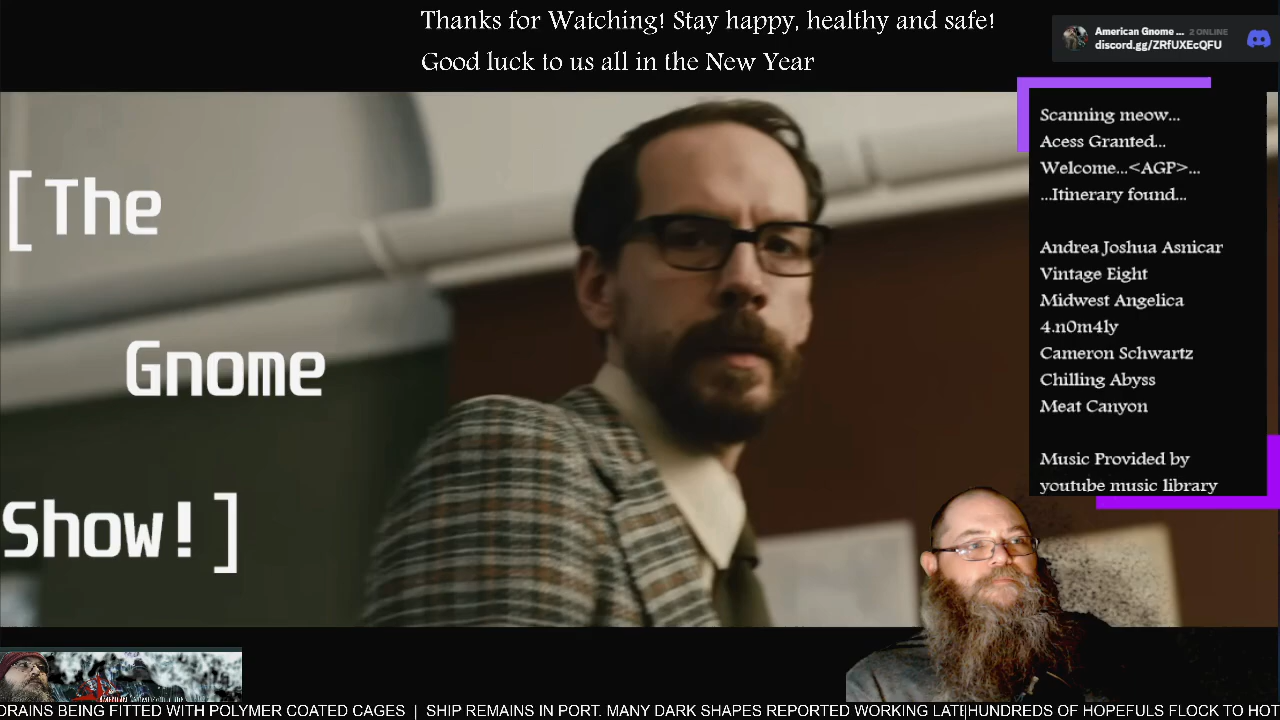 Thanks for Watching! Stay happy, healthy and safe!
Good luck to us all in the New Year
American Gnome ... 2 ONLINE
discord.gg/ZRfUXEcQFU
Scanning meow...
Acess Granted...
Welcome...<AGP>...
...Itinerary found...
Andrea Joshua Asnicar
Vintage Eight
Midwest Angelica
4.n0m4ly
Cameron Schwartz
Chilling Abyss
Meat Canyon
Music Provided by
youtube music library
[The
Gnome
Show!]
DRAINS BEING FITTED WITH POLYMER COATED CAGES | SHIP REMAINS IN PORT. MANY DARK SHAPES REPORTED WORKING LATE|HUNDREDS OF HOPEFULS FLOCK TO HOT